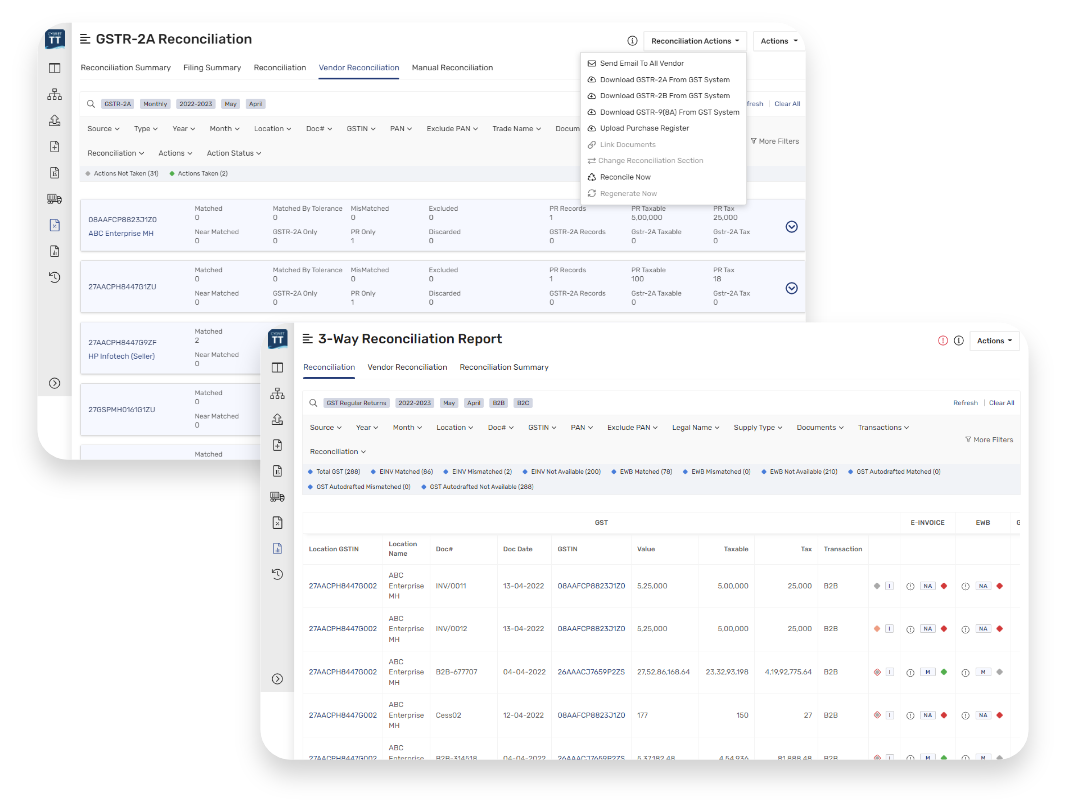 TT
GSTR-2A Reconciliation
Reconciliation Actions
Actions
Reconciliation Summary Filing Summary Reconciliation Vendor Reconciliation Manual Reconciliation
Send Email To All Vendor
Download GSTR-2A From GST System
Download GSTR-2B From GST System
Download GSTR-9(8A) From GST System
Upload Purchase Register
Link Documents
Change Reconciliation Section
Reconcile Now
Regenerate Now
GSTR-2A Monthly 2022-2023 May April
fresh | Clear All
Source Type Year Month Location Doc# GSTIN PAN Exclude PAN Trade Name Docum
More Filters
Reconciliation Actions Action Status
Actions Not Taken (31) Actions Taken (2)
08AAFCP8823J1Z0
ABC Enterprise MH
Matched Matched By Tolerance MisMatched Excluded PR Records PR Taxable PR Tax
0 0 0 0 1 5,00,000 25,000
Near Matched GSTR-2A Only PR Only Discarded GSTR-2A Records Gstr-2A Taxable Gstr-2A Tax
0 0 1 0 0 0 0
27AACPH8447G1ZU
Matched Matched By Tolerance MisMatched Excluded PR Records PR Taxable PR Tax
0 0 0 0 1 100 18
Near Matched GSTR-2A Only PR Only Discarded GSTR-2A Records Gstr-2A Taxable Gstr-2A Tax
0 0 1 0 0 0 0
27AACPH8447G9ZF
HP Infotech (Seller)
Matched
2
Near Matched
0
27GSPMH0161G1ZU
Matched
0
Near Matched
0
Matched
TT
3-Way Reconciliation Report
Actions
Reconciliation Vendor Reconciliation Reconciliation Summary
GST Regular Returns 2022-2023 May April B2B B2C
Refresh | Clear All
Source Year Month Location Doc# GSTIN PAN Exclude PAN Legal Name Supply Type Documents Transactions
More Filters
Reconciliation
Total GST (288) EINV Matched (86) EINV Mismatched (2) EINV Not Available (200) EWB Matched (78) EWB Mismatched (0) EWB Not Available (210) GST Autodrafted Matched (0)
GST Autodrafted Mismatched (0) GST Autodrafted Not Available (288)
GST E-INVOICE EWB G
Location GSTIN Location Name Doc# Doc Date GSTIN Value Taxable Tax Transaction
27AACPH8447G002 ABC Enterprise MH INV/0011 13-04-2022 08AAFCP8823J1Z0 5,25,000 5,00,000 25,000 B2B I NA NA
27AACPH8447G002 ABC Enterprise MH INV/0012 13-04-2022 08AAFCP8823J1Z0 5,25,000 5,00,000 25,000 B2B I NA NA
27AACPH8447G002 ABC Enterprise MH B2B-677707 04-04-2022 26AAACJ7659P2ZS 27,52,86,168.64 23,32,93,198 4,19,92,775.64 B2B I M M
27AACPH8447G002 ABC Enterprise MH Cess02 12-04-2022 08AAFCP8823J1Z0 177 150 27 B2B I NA NA
27AACPH8447G002 ABC Enterprise B2B-314518 04-04-2022 26AAACJ7659P2ZS 5,37,182.48 4,54,936 81,888.48 B2B I M M